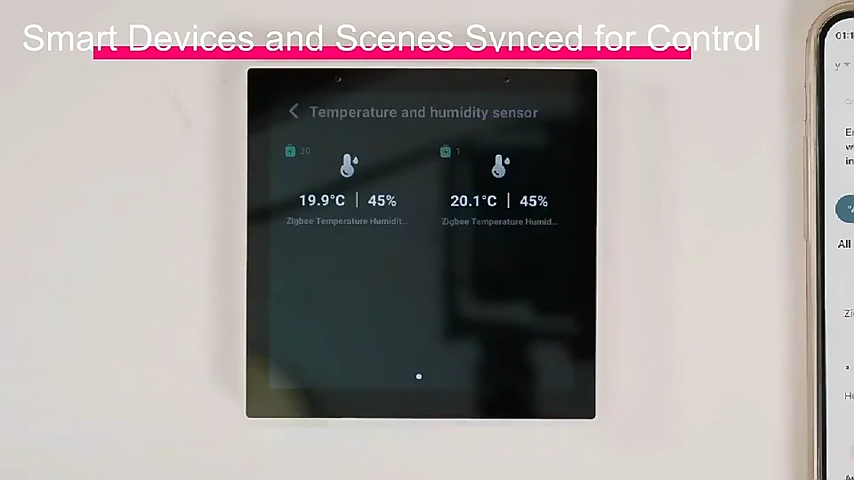 Smart Devices and Scenes Synced for Control
Temperature and humidity sensor
30
1
19.9°C | 45%
20.1°C | 45%
Zigbee Temperature Humidit...
Zigbee Temperature Humid...
All